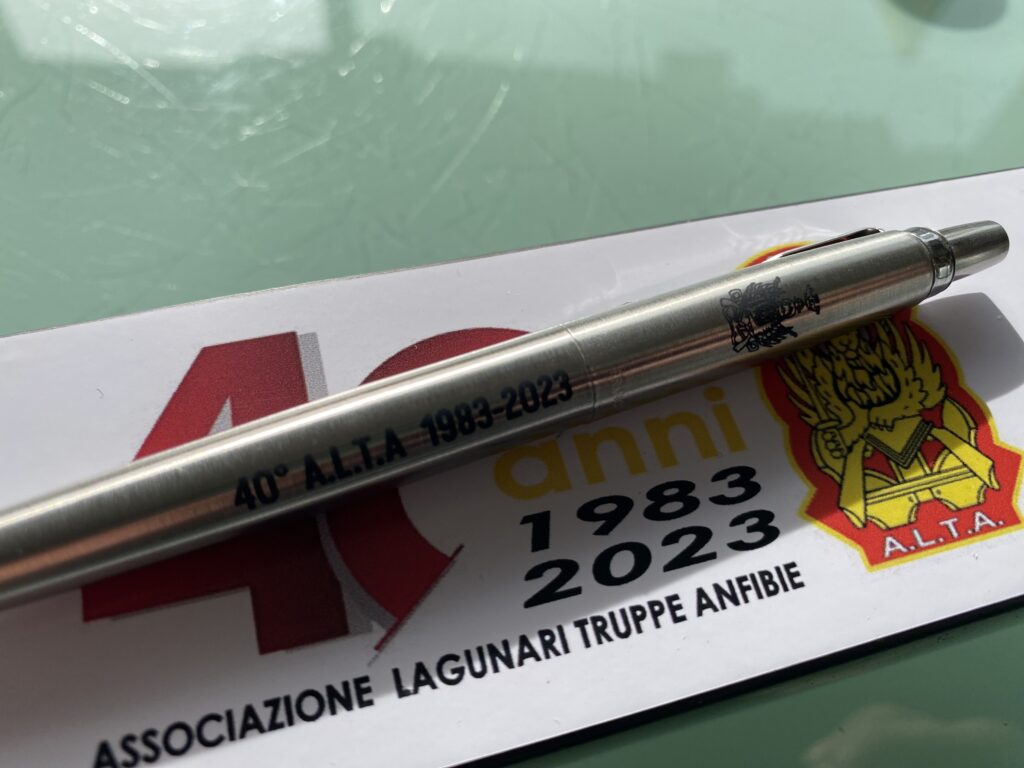 40° A.L.T.A 1983-2023
40
anni
1983
2023
ASSOCIAZIONE LAGUNARI TRUPPE ANFIBIE
A.L.T.A.